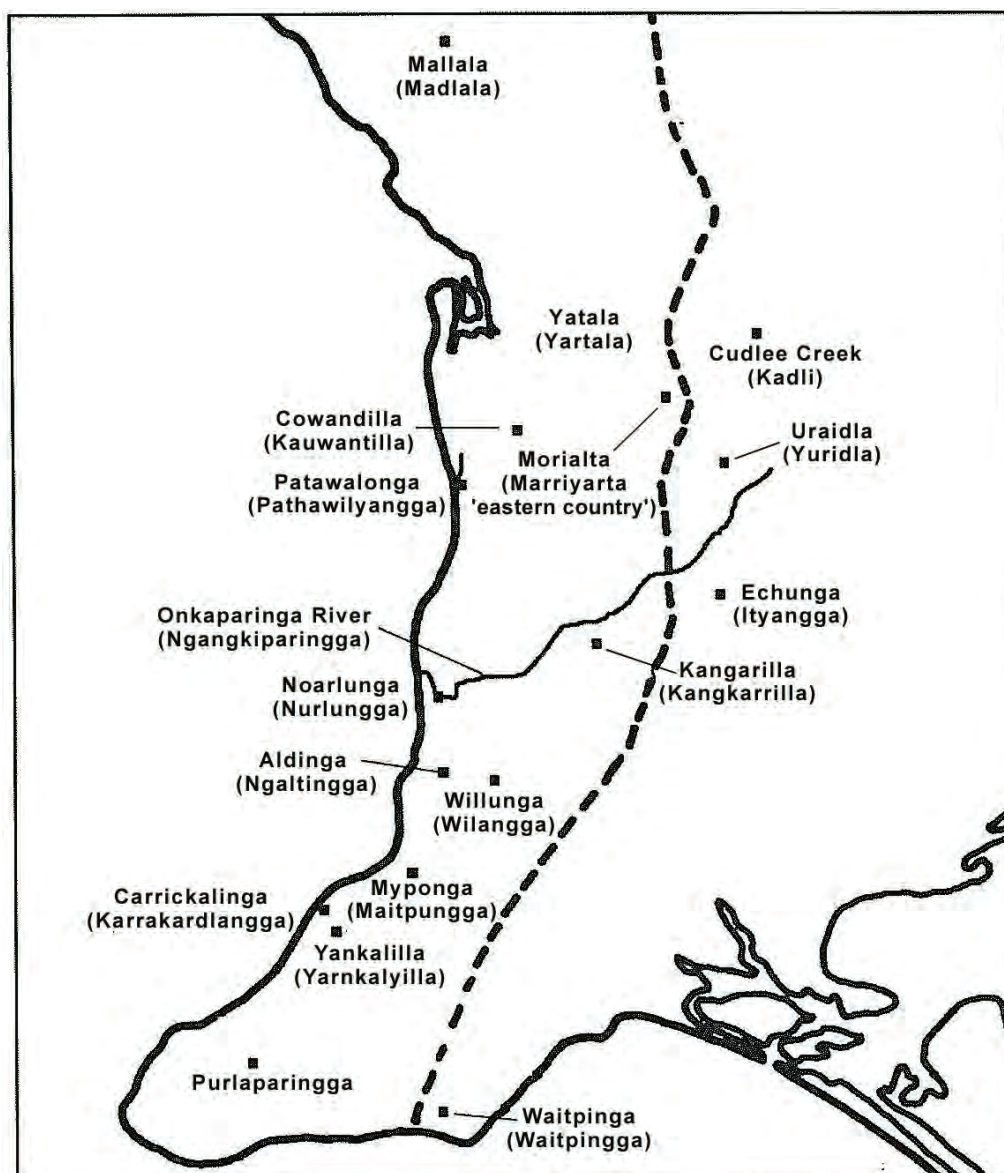 Mallala
(Madlala)
Yatala
(Yartala)
Cudlee Creek
(Kadli)
Cowandilla
(Kauwantilla)
Morialta
(Marriyarta
'eastern country')
Uraidla
(Yuridla)
Patawalonga
(Pathawilyangga)
Echunga
(Ityangga)
Onkaparinga River
(Ngangkiparingga)
Kangarilla
(Kangkarrilla)
Noarlunga
(Nurlungga)
Aldinga
(Ngaltingga)
Willunga
(Wilangga)
Myponga
(Maitpungga)
Carrickalinga
(Karrakardlangga)
Yankalilla
(Yarnkalyilla)
Purlaparingga
Waitpinga
(Waitpingga)